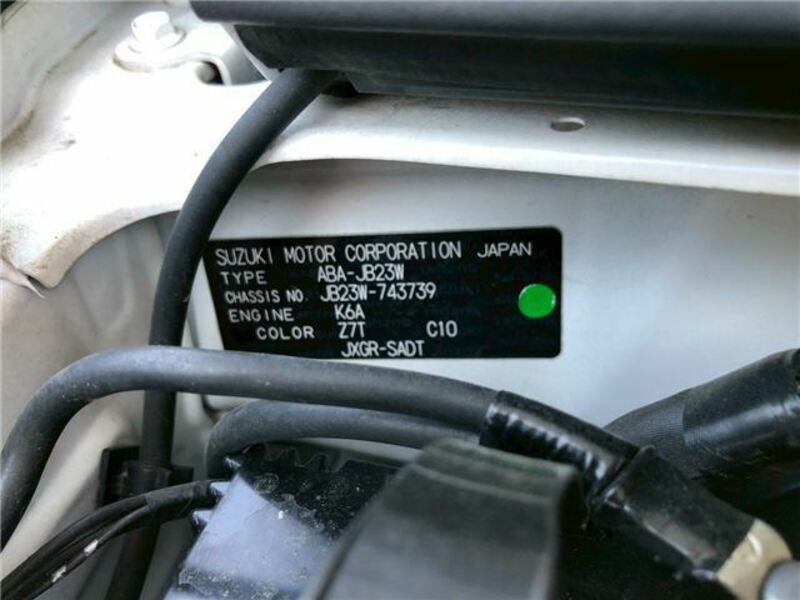 SUZUKI MOTOR CORPORATION JAPAN
TYPE ABA-JB23W
CHASSIS NO. JB23W-743739
ENGINE K6A
COLOR Z7T C10
JXGR-SADT